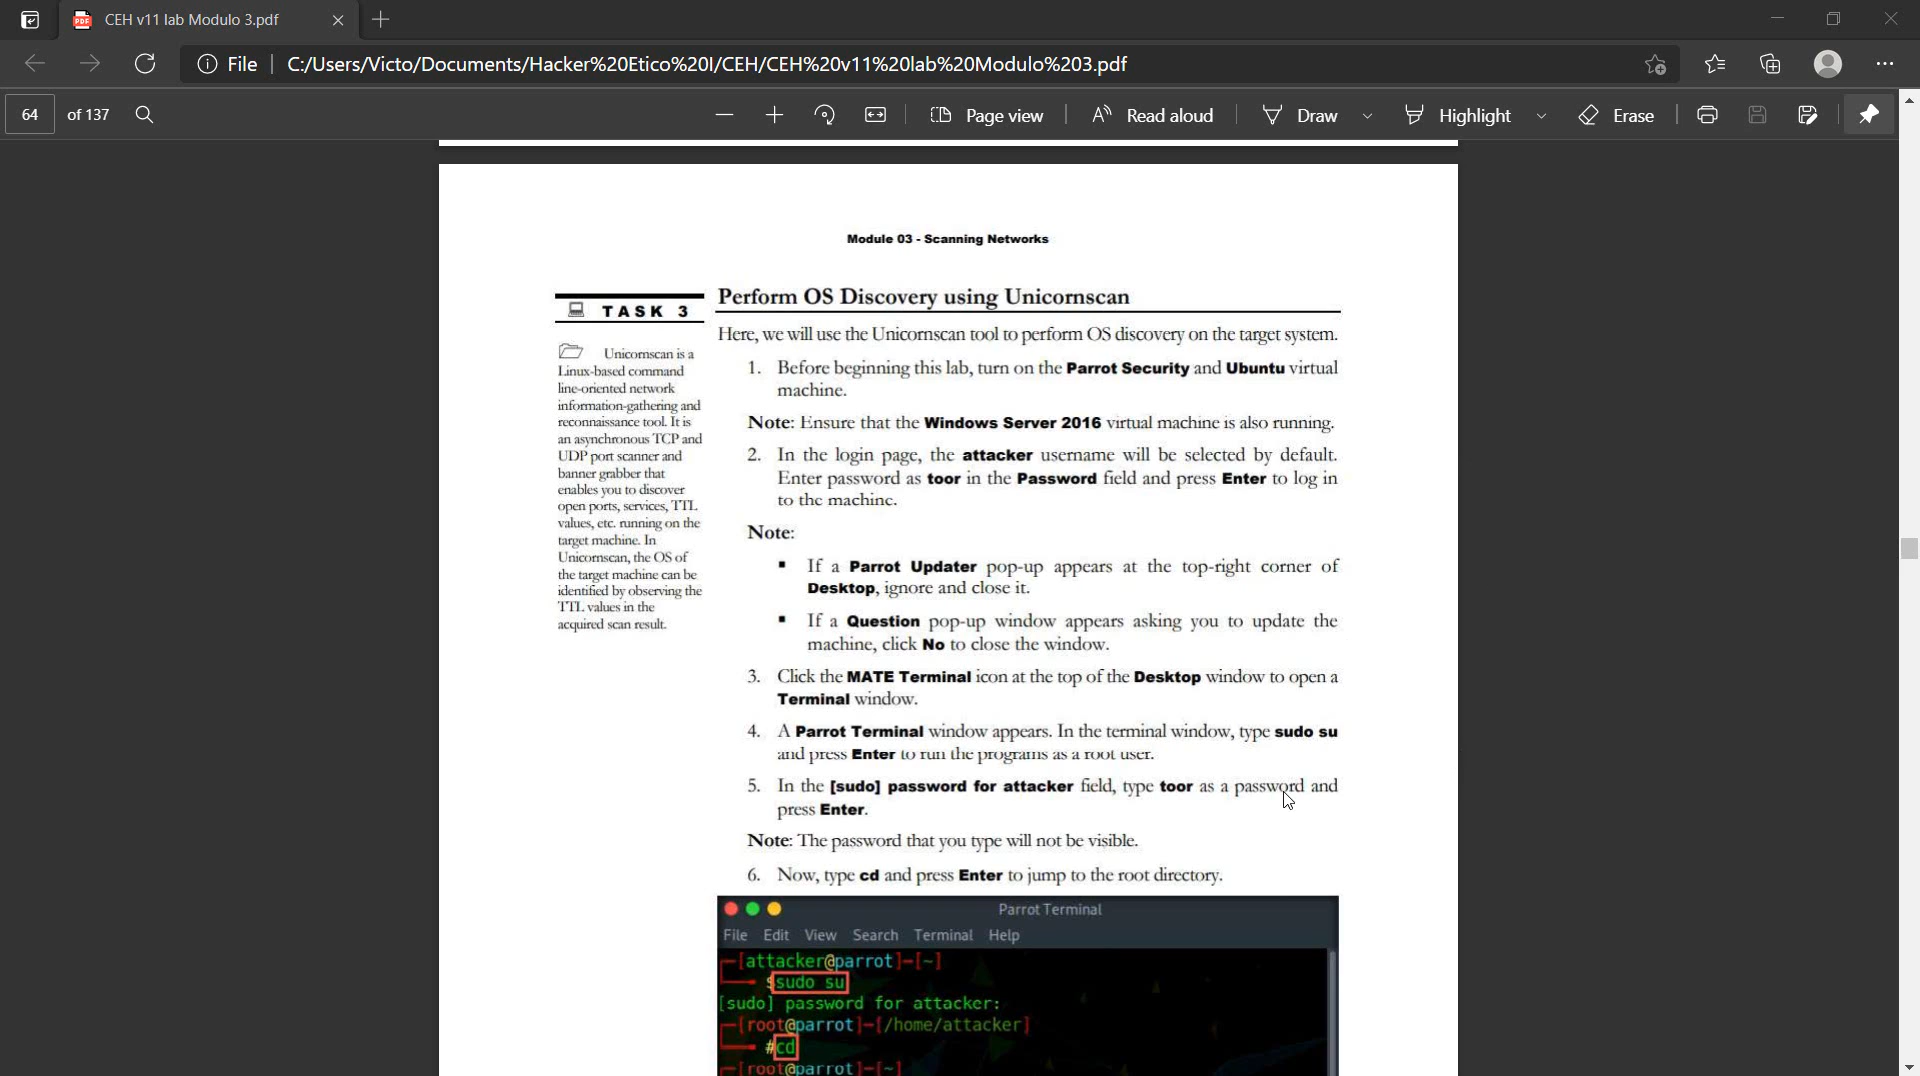 CEH v11 lab Modulo 3.pdf
File C:/Users/Victo/Documents/Hacker%20Etico%20I/CEH/CEH%20v11%20lab%20Modulo%203.pdf
64 of 137 Page view Read aloud Draw Highlight Erase
Module 03 - Scanning Networks
TASK 3
Unicornscan is a
Linux-based command
line-oriented network
information-gathering and
reconnaissance tool. It is
an asynchronous TCP and
UDP port scanner and
banner grabber that
enables you to discover
open ports, services, TTL
values, etc. running on the
target machine. In
Unicornscan, the OS of
the target machine can be
identified by observing the
TTL values in the
acquired scan result.
Perform OS Discovery using Unicornscan
Here, we will use the Unicornscan tool to perform OS discovery on the target system.
1. Before beginning this lab, turn on the Parrot Security and Ubuntu virtual
machine.
Note: Ensure that the Windows Server 2016 virtual machine is also running.
2. In the login page, the attacker username will be selected by default.
Enter password as toor in the Password field and press Enter to log in
to the machine.
Note:
▪ If a Parrot Updater pop-up appears at the top-right corner of
Desktop, ignore and close it.
▪ If a Question pop-up window appears asking you to update the
machine, click No to close the window.
3. Click the MATE Terminal icon at the top of the Desktop window to open a
Terminal window.
4. A Parrot Terminal window appears. In the terminal window, type sudo su
and press Enter to run the programs as a root user.
5. In the [sudo] password for attacker field, type toor as a password and
press Enter.
Note: The password that you type will not be visible.
6. Now, type cd and press Enter to jump to the root directory.
Parrot Terminal
File Edit View Search Terminal Help
[attacker@parrot]-[~]
$sudo su
[sudo] password for attacker:
[root@parrot]-[/home/attacker]
#cd
[root@parrot]-[~]